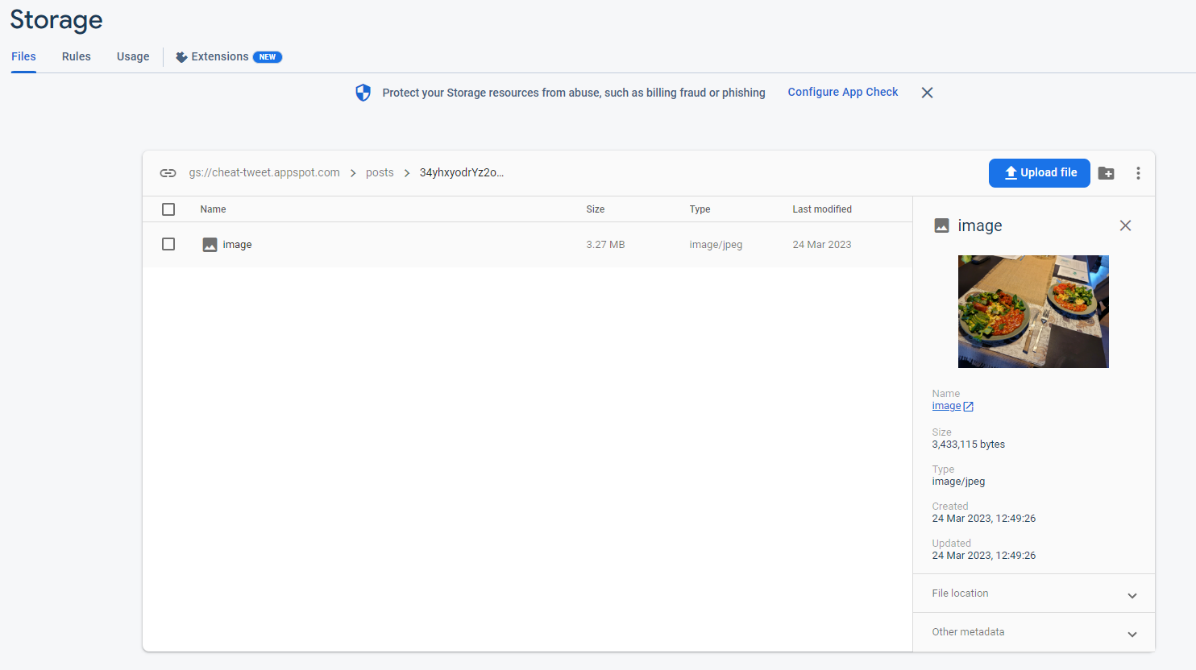 Storage
Files Rules Usage Extensions NEW
Protect your Storage resources from abuse, such as billing fraud or phishing Configure App Check
gs://cheat-tweet.appspot.com posts 34yhxyodrYz2o... Upload file
Name Size Type Last modified
image 3.27 MB image/jpeg 24 Mar 2023
image
Name
image
Size
3,433,115 bytes
Type
image/jpeg
Created
24 Mar 2023, 12:49:26
Updated
24 Mar 2023, 12:49:26
File location
Other metadata